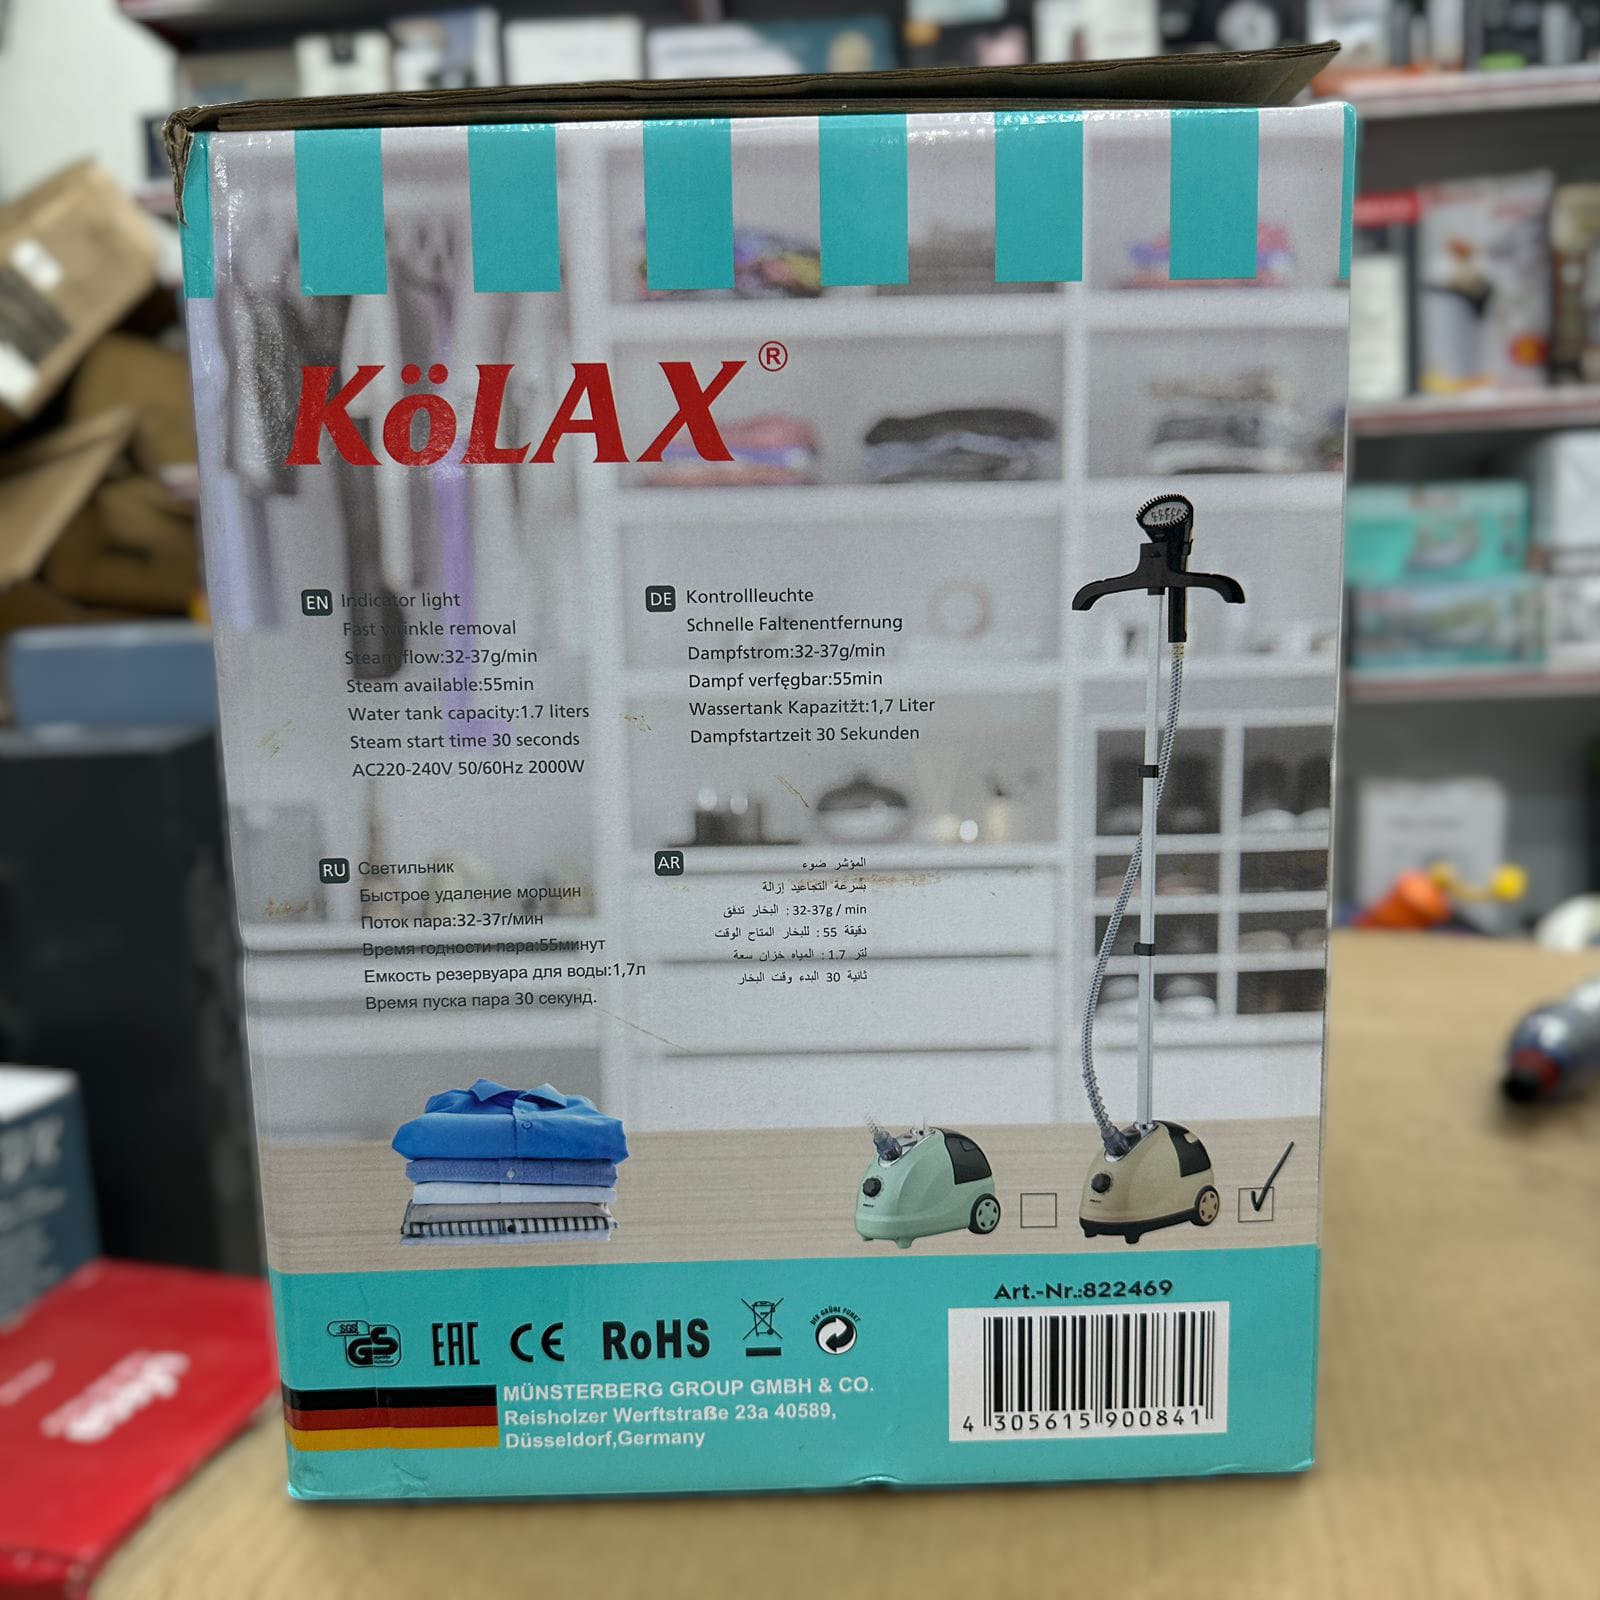 KöLAX®
EN Indicator light
Fast wrinkle removal
Steam flow:32-37g/min
Steam available:55min
Water tank capacity:1.7 liters
Steam start time 30 seconds
AC220-240V 50/60Hz 2000W
DE Kontrollleuchte
Schnelle Faltenentfernung
Dampfstrom:32-37g/min
Dampf verfęgbar:55min
Wassertank Kapazitžt:1,7 Liter
Dampfstartzeit 30 Sekunden
RU Светильник
Быстрое удаление морщин
Поток пара:32-37г/мин
Время годности пара:55минут
Емкость резервуара для воды:1,7л
Время пуска пара 30 секунд.
AR المؤشر ضوء
بسرعة التجاعيد إزالة
32-37g / min : البخار تدفق
دقيقة 55 : للبخار المتاح الوقت
لتر 1.7 : المياه خزان سعة
ثانية 30 البدء وقت البخار
Art.-Nr.:822469
SGS GS
EAC CE RoHS
DER GRÜNE PUNKT
MÜNSTERBERG GROUP GMBH & CO.
Reisholzer Werftstraße 23a 40589,
Düsseldorf,Germany
4 305615 900841